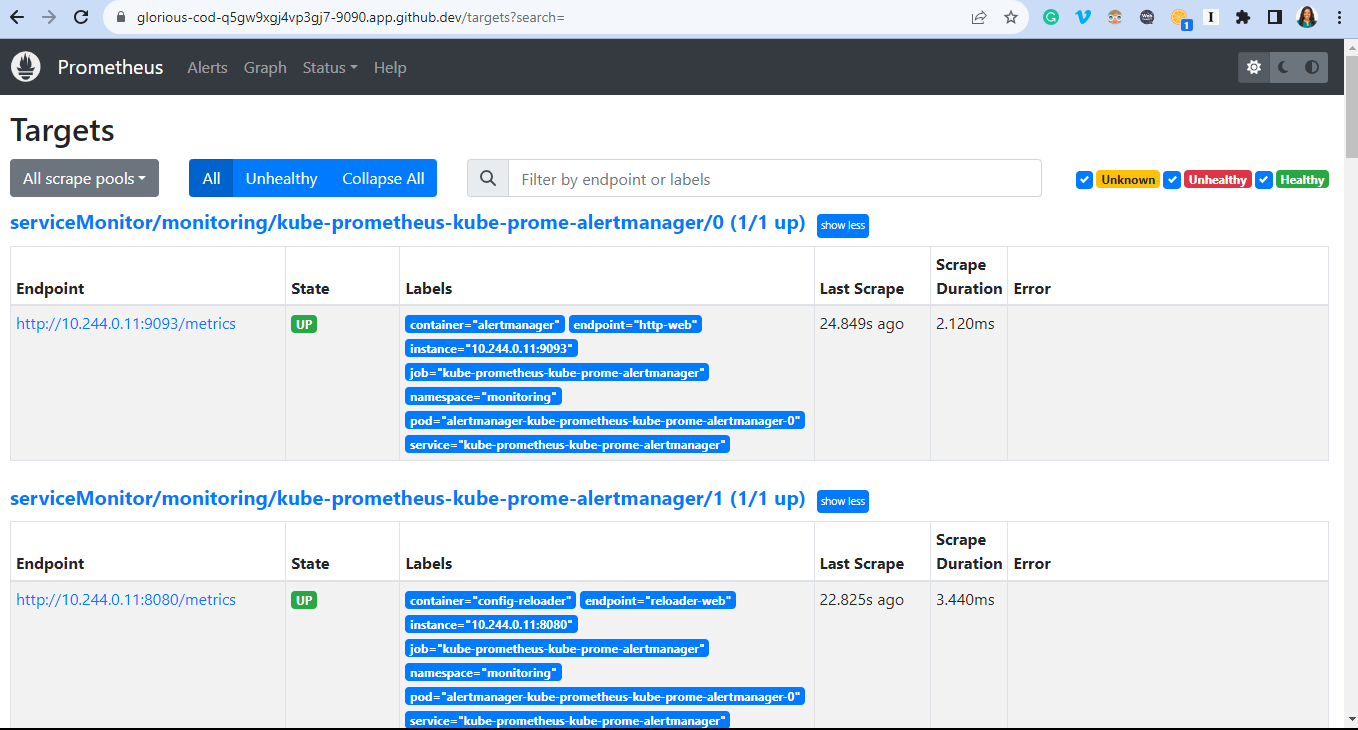 glorious-cod-q5gw9xgj4vp3gj7-9090.app.github.dev/targets?search=
1
Prometheus Alerts Graph Status Help
Targets
All scrape pools All Unhealthy Collapse All Filter by endpoint or labels Unknown Unhealthy Healthy
serviceMonitor/monitoring/kube-prometheus-kube-prome-alertmanager/0 (1/1 up) show less
Endpoint State Labels Last Scrape Scrape Duration Error
http://10.244.0.11:9093/metrics UP container="alertmanager" endpoint="http-web" 24.849s ago 2.120ms
instance="10.244.0.11:9093"
job="kube-prometheus-kube-prome-alertmanager"
namespace="monitoring"
pod="alertmanager-kube-prometheus-kube-prome-alertmanager-0"
service="kube-prometheus-kube-prome-alertmanager"
serviceMonitor/monitoring/kube-prometheus-kube-prome-alertmanager/1 (1/1 up) show less
Endpoint State Labels Last Scrape Scrape Duration Error
http://10.244.0.11:8080/metrics UP container="config-reloader" endpoint="reloader-web" 22.825s ago 3.440ms
instance="10.244.0.11:8080"
job="kube-prometheus-kube-prome-alertmanager"
namespace="monitoring"
pod="alertmanager-kube-prometheus-kube-prome-alertmanager-0"
service="kube-prometheus-kube-prome-alertmanager"